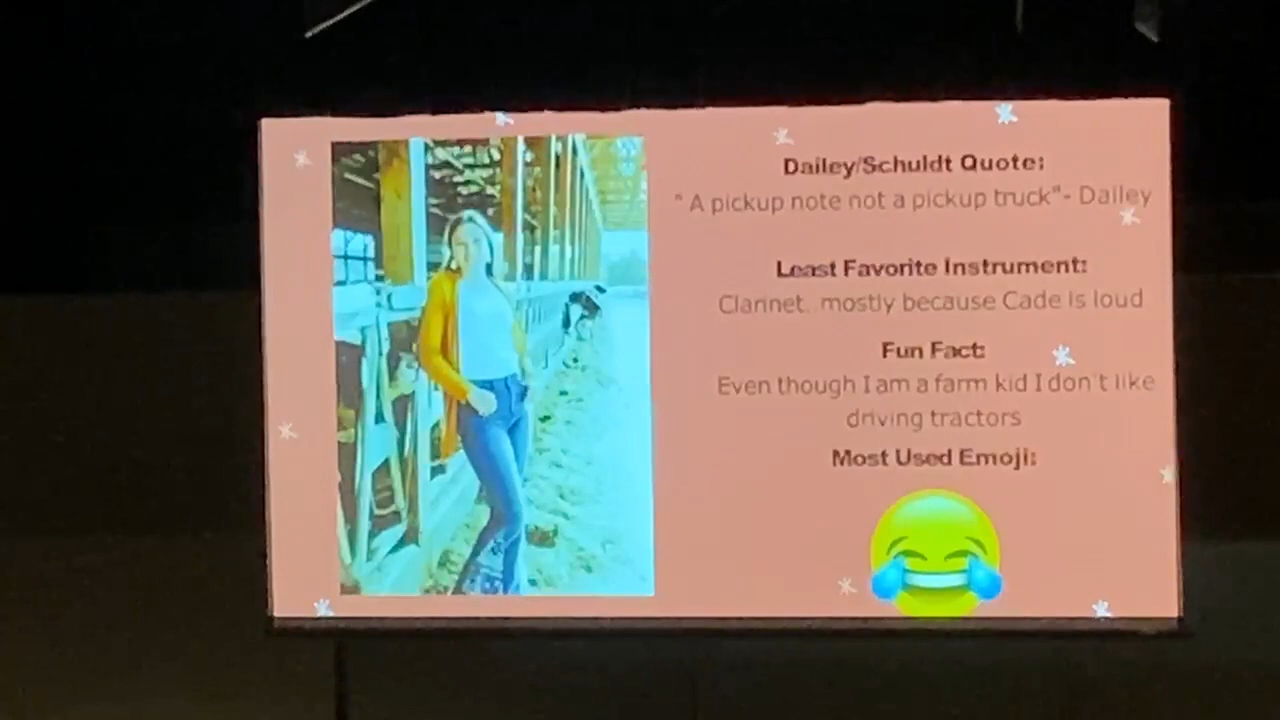 Dailey/Schuldt Quote:
" A pickup note not a pickup truck"- Dailey
Least Favorite Instrument:
Clarinet.. mostly because Cade is loud
Fun Fact:
Even though I am a farm kid I don't like
driving tractors
Most Used Emoji: